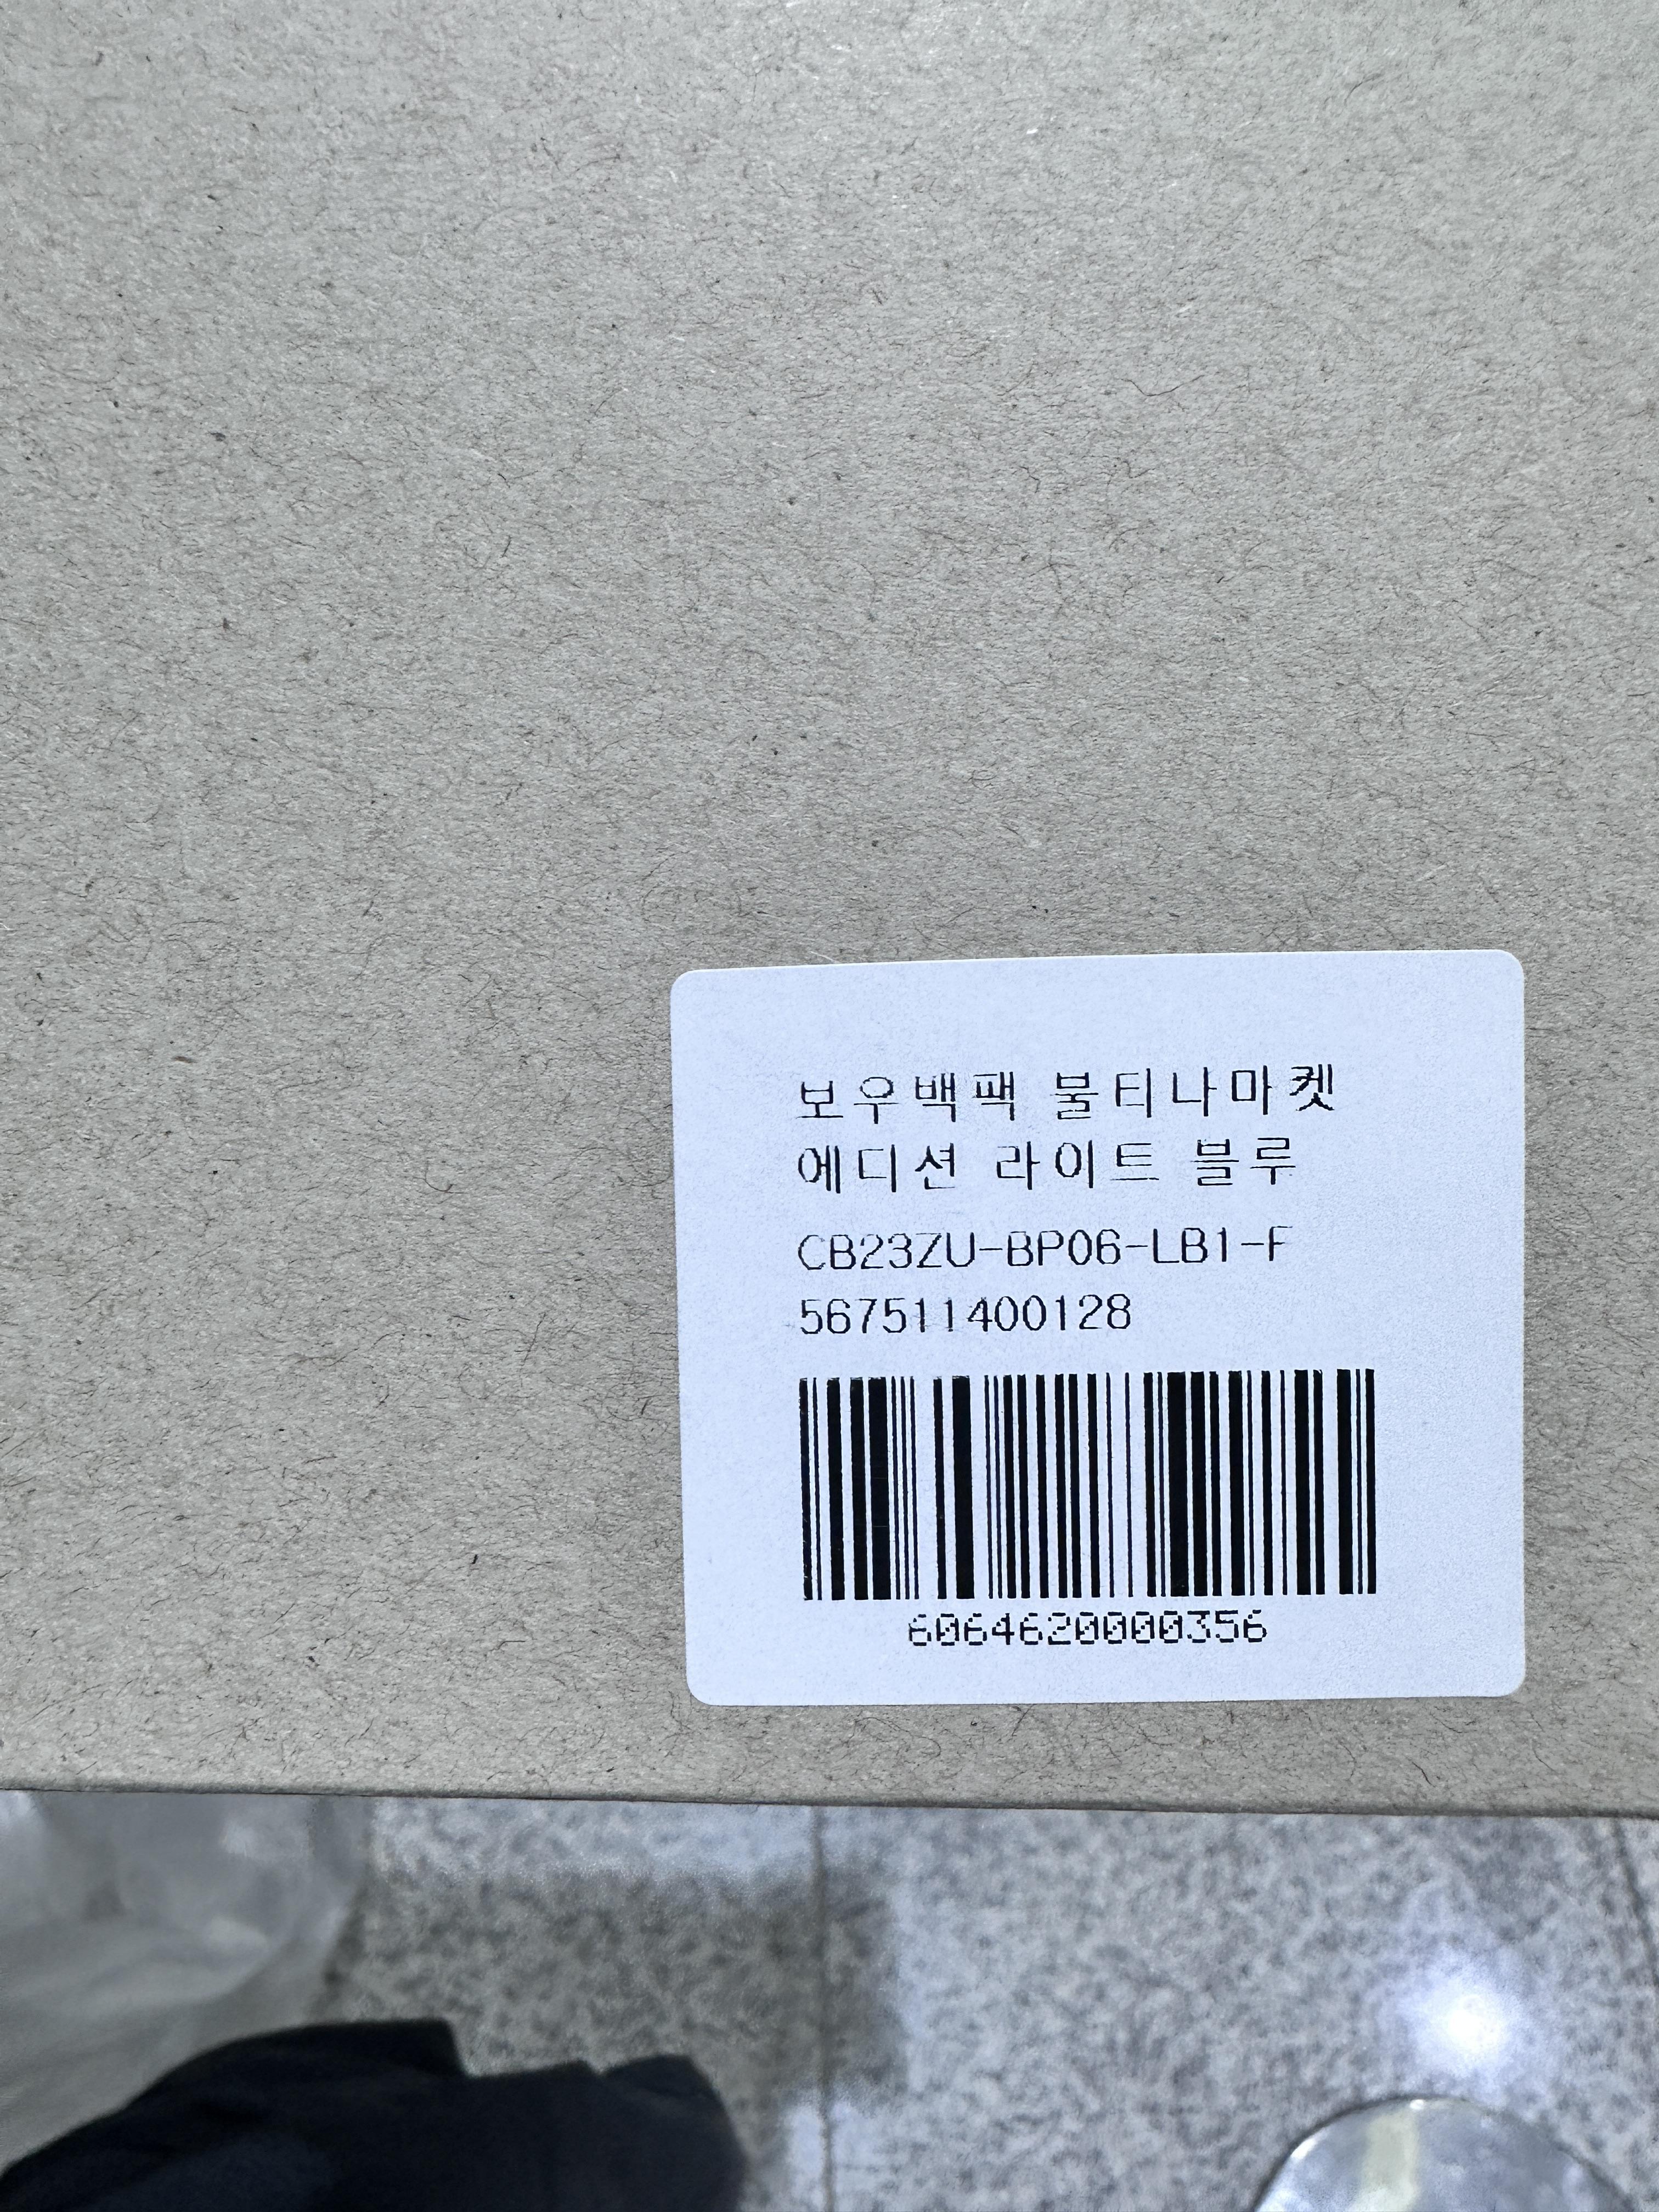 보우백팩 불티나마켓
에디션 라이트 블루
CB23ZU-BP06-LB1-F
567511400128
6064620000356